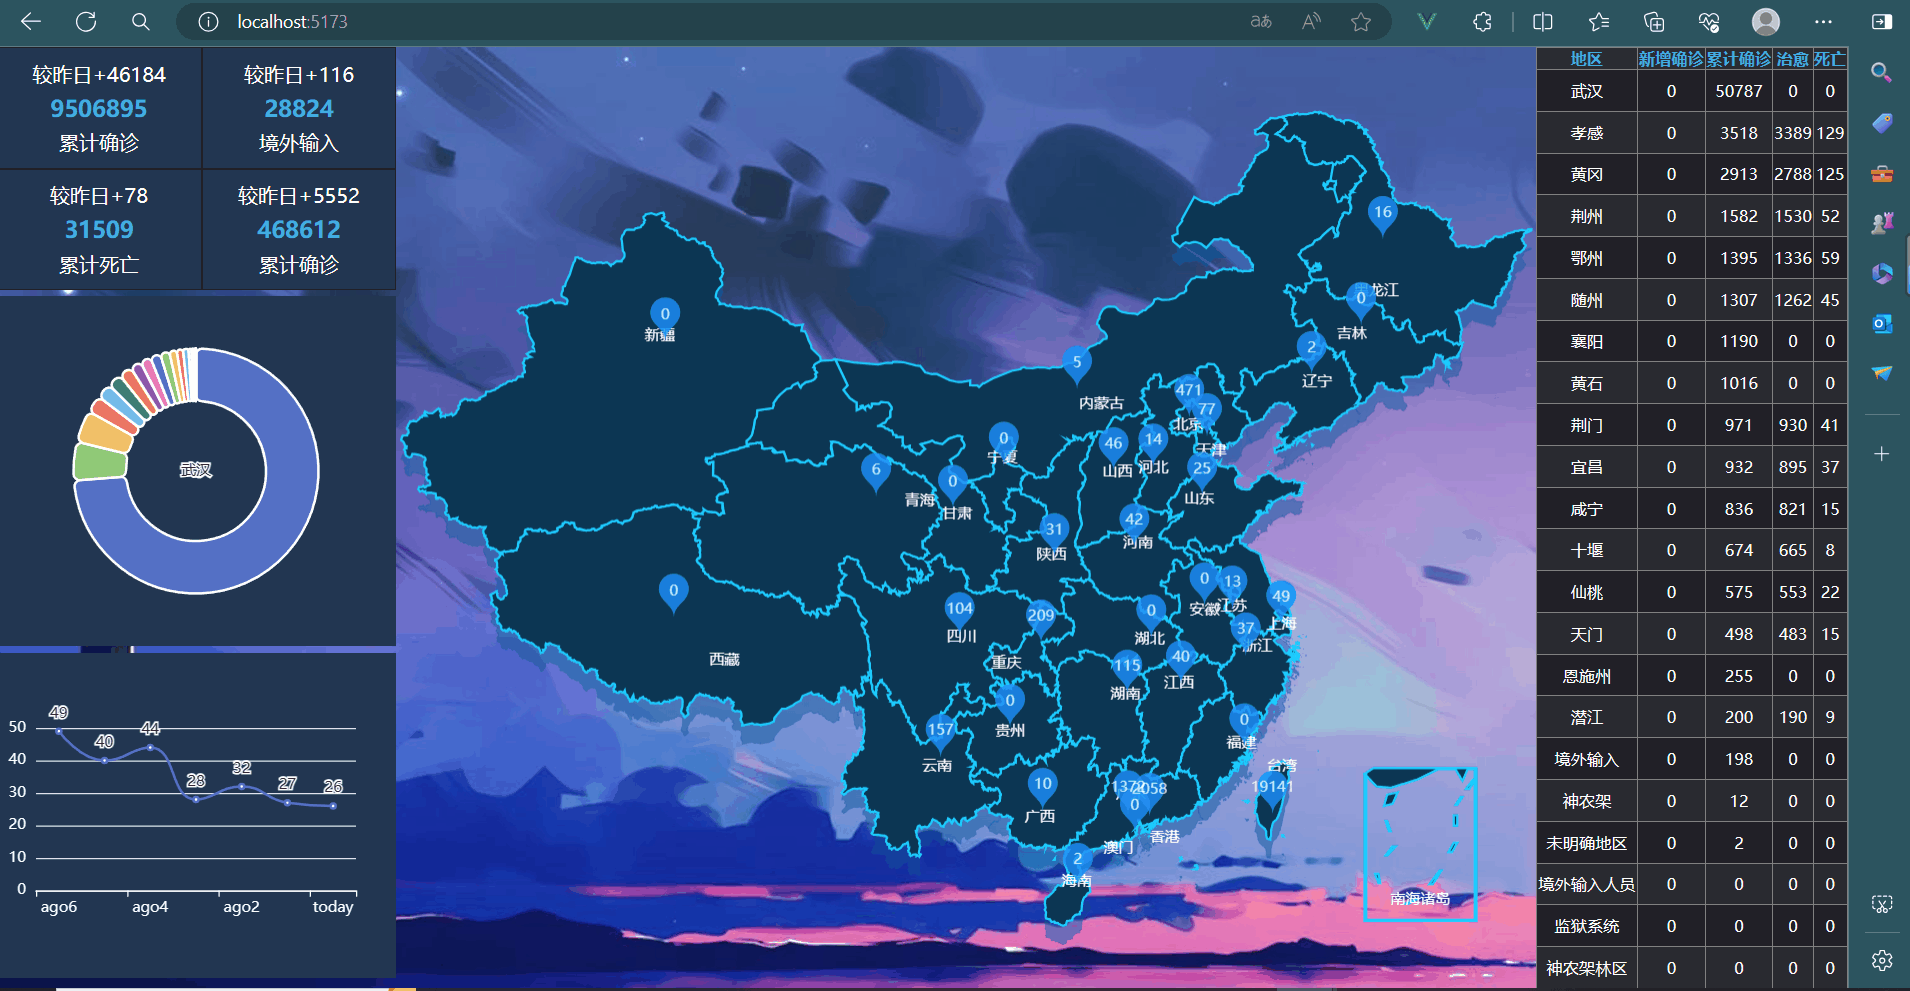 localhost:5173
较昨日+46184
9506895
累计确诊
较昨日+116
28824
境外输入
较昨日+78
31509
累计死亡
较昨日+5552
468612
累计确诊
武汉
49
40
44
28
32
27
26
50
40
30
20
10
0
ago6
ago4
ago2
today
16
黑龙江
0
吉林
2
辽宁
0
新疆
5
内蒙古
471
北京
77
天津
0
宁夏
46
山西
14
河北
25
山东
6
青海
0
甘肃
31
陕西
42
河南
0
西藏
104
四川
209
重庆
0
湖北
0
安徽
13
江苏
49
上海
37
浙江
115
湖南
40
江西
0
贵州
157
云南
0
福建
台湾
19141
10
广西
1372
2058
0
香港
澳门
2
海南
南海诸岛
地区 新增确诊 累计确诊 治愈 死亡
武汉 0 50787 0 0
孝感 0 3518 3389 129
黄冈 0 2913 2788 125
荆州 0 1582 1530 52
鄂州 0 1395 1336 59
随州 0 1307 1262 45
襄阳 0 1190 0 0
黄石 0 1016 0 0
荆门 0 971 930 41
宜昌 0 932 895 37
咸宁 0 836 821 15
十堰 0 674 665 8
仙桃 0 575 553 22
天门 0 498 483 15
恩施州 0 255 0 0
潜江 0 200 190 9
境外输入 0 198 0 0
神农架 0 12 0 0
未明确地区 0 2 0 0
境外输入人员 0 0 0 0
监狱系统 0 0 0 0
神农架林区 0 0 0 0